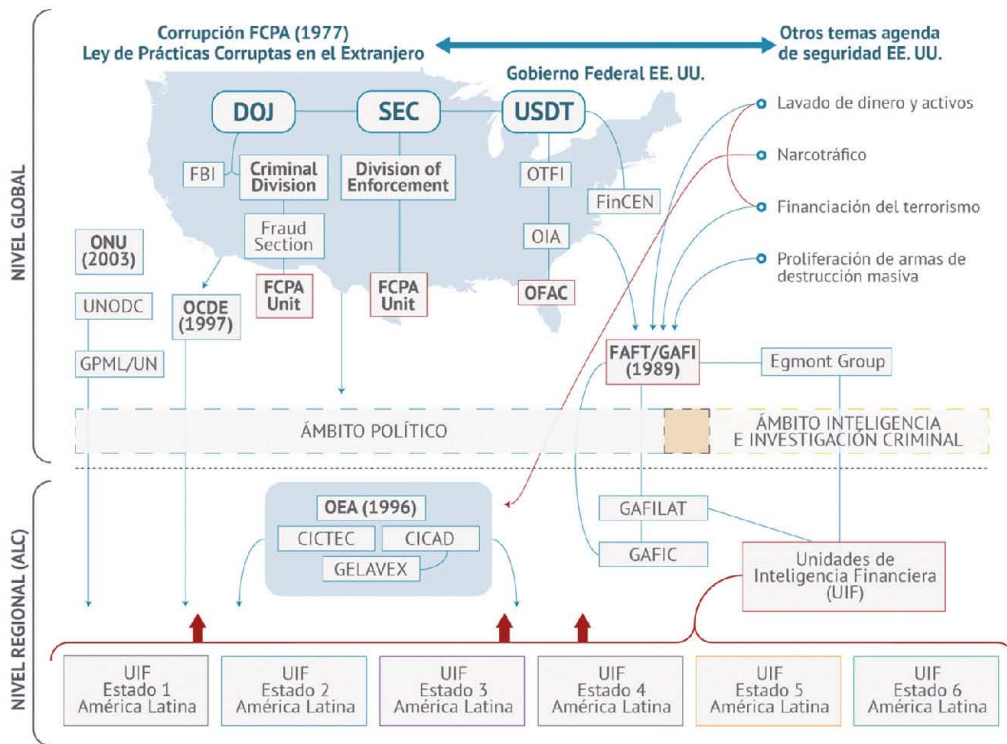 Corrupción FCPA (1977)
Ley de Prácticas Corruptas en el Extranjero
Otros temas agenda
de seguridad EE. UU.
Gobierno Federal EE. UU.
NIVEL GLOBAL
DOJ
SEC
USDT
FBI
Criminal
Division
Division of
Enforcement
OTFI
FinCEN
Fraud
Section
OIA
FCPA
Unit
FCPA
Unit
OFAC
Lavado de dinero y activos
Narcotráfico
Financiación del terrorismo
Proliferación de armas de
destrucción masiva
ONU
(2003)
UNODC
GPML/UN
OCDE
(1997)
FAFT/GAFI
(1989)
Egmont Group
ÁMBITO POLÍTICO
ÁMBITO INTELIGENCIA
E INVESTIGACIÓN CRIMINAL
NIVEL REGIONAL (ALC)
OEA (1996)
CICTEC
CICAD
GELAVEX
GAFILAT
GAFIC
Unidades de
Inteligencia Financiera
(UIF)
UIF
Estado 1
América Latina
UIF
Estado 2
América Latina
UIF
Estado 3
América Latina
UIF
Estado 4
América Latina
UIF
Estado 5
América Latina
UIF
Estado 6
América Latina